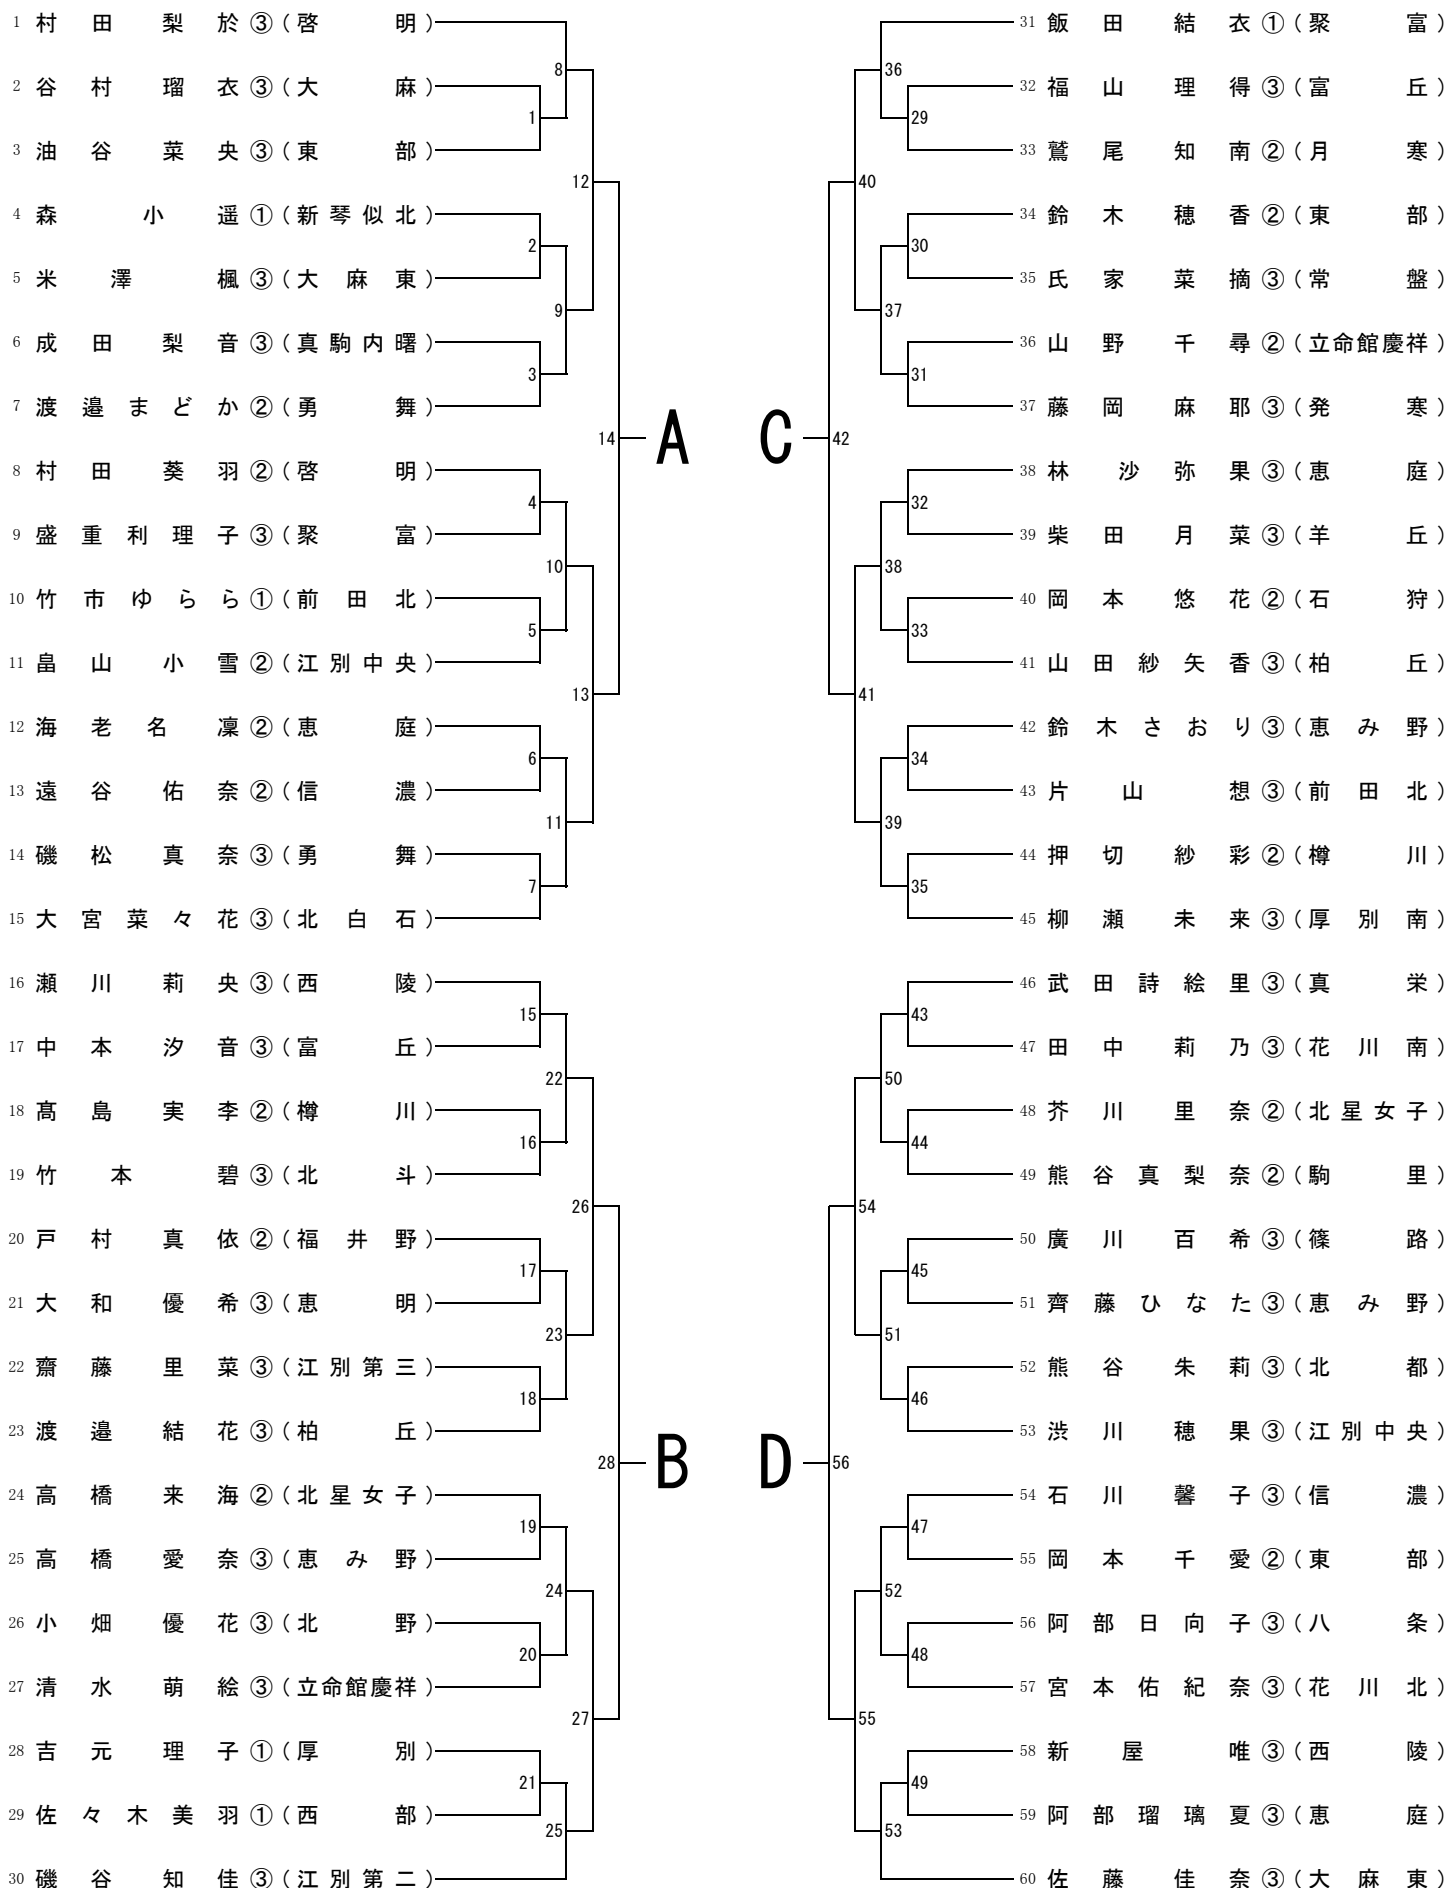 1 村田梨於③(啓明)
8
2 谷村瑠衣③(大麻)
1
3 油谷菜央③(東部)
12
4 森小遥①(新琴似北)
2
5 米澤楓③(大麻東)
9
6 成田梨音③(真駒内曙)
3
7 渡邉まどか②(勇舞)
14 A
8 村田葵羽②(啓明)
4
9 盛重利理子③(聚富)
10
10 竹市ゆらら①(前田北)
5
11 畠山小雪②(江別中央)
13
12 海老名凜②(恵庭)
6
13 遠谷佑奈②(信濃)
11
14 磯松真奈③(勇舞)
7
15 大宮菜々花③(北白石)
16 瀬川莉央③(西陵)
15
17 中本汐音③(富丘)
22
18 髙島実李②(樽川)
16
19 竹本碧③(北斗)
26
20 戸村真依②(福井野)
17
21 大和優希③(恵明)
23
22 齋藤里菜③(江別第三)
18
23 渡邉結花③(柏丘)
28 B
24 高橋来海②(北星女子)
19
25 高橋愛奈③(恵み野)
24
26 小畑優花③(北野)
20
27 清水萌絵③(立命館慶祥)
27
28 吉元理子①(厚別)
21
29 佐々木美羽①(西部)
25
30 磯谷知佳③(江別第二)
31 飯田結衣①(聚富)
36
32 福山理得③(富丘)
29
33 鷲尾知南②(月寒)
40
34 鈴木穂香②(東部)
30
35 氏家菜摘③(常盤)
37
36 山野千尋②(立命館慶祥)
31
37 藤岡麻耶③(発寒)
C 42
38 林沙弥果③(恵庭)
32
39 柴田月菜③(羊丘)
38
40 岡本悠花②(石狩)
33
41 山田紗矢香③(柏丘)
41
42 鈴木さおり③(恵み野)
34
43 片山想③(前田北)
39
44 押切紗彩②(樽川)
35
45 柳瀬未来③(厚別南)
46 武田詩絵里③(真栄)
43
47 田中莉乃③(花川南)
50
48 芥川里奈②(北星女子)
44
49 熊谷真梨奈②(駒里)
54
50 廣川百希③(篠路)
45
51 齊藤ひなた③(恵み野)
51
52 熊谷朱莉③(北都)
46
53 渋川穂果③(江別中央)
D 56
54 石川馨子③(信濃)
47
55 岡本千愛②(東部)
52
56 阿部日向子③(八条)
48
57 宮本佑紀奈③(花川北)
55
58 新屋唯③(西陵)
49
59 阿部瑠璃夏③(恵庭)
53
60 佐藤佳奈③(大麻東)